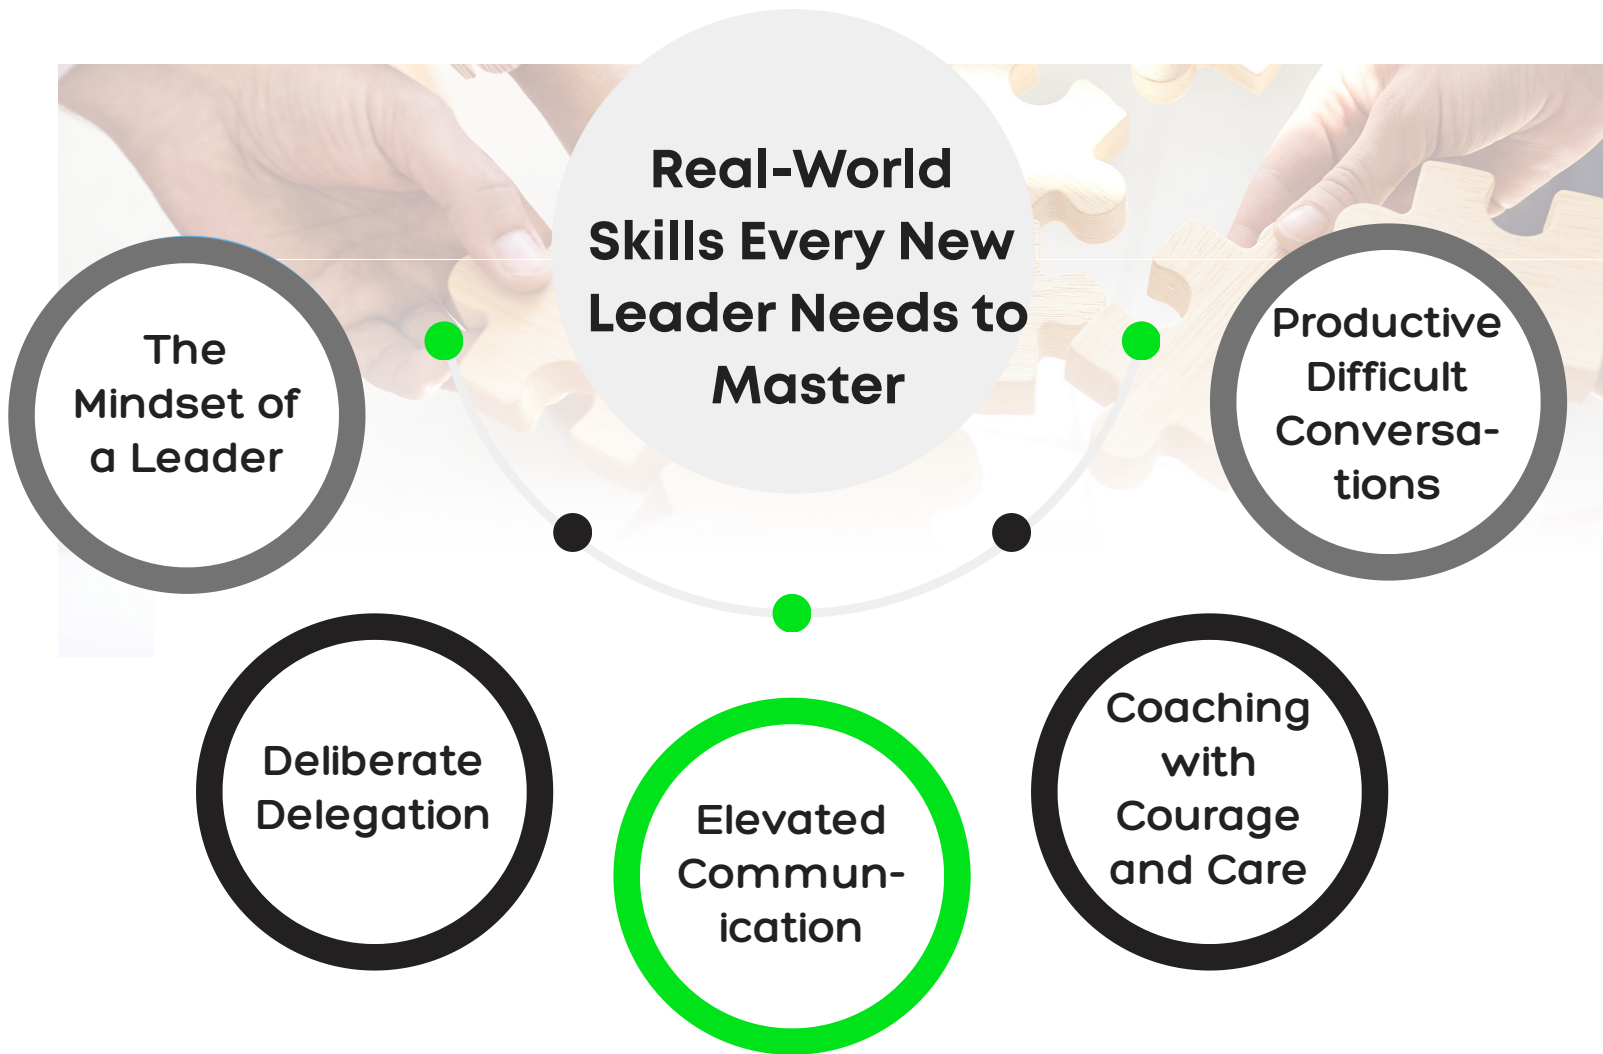 Real-World
Skills Every New
Leader Needs to
Master
The
Mindset of
a Leader
Deliberate
Delegation
Elevated
Commun-
ication
Coaching
with
Courage
and Care
Productive
Difficult
Conversa-
tions